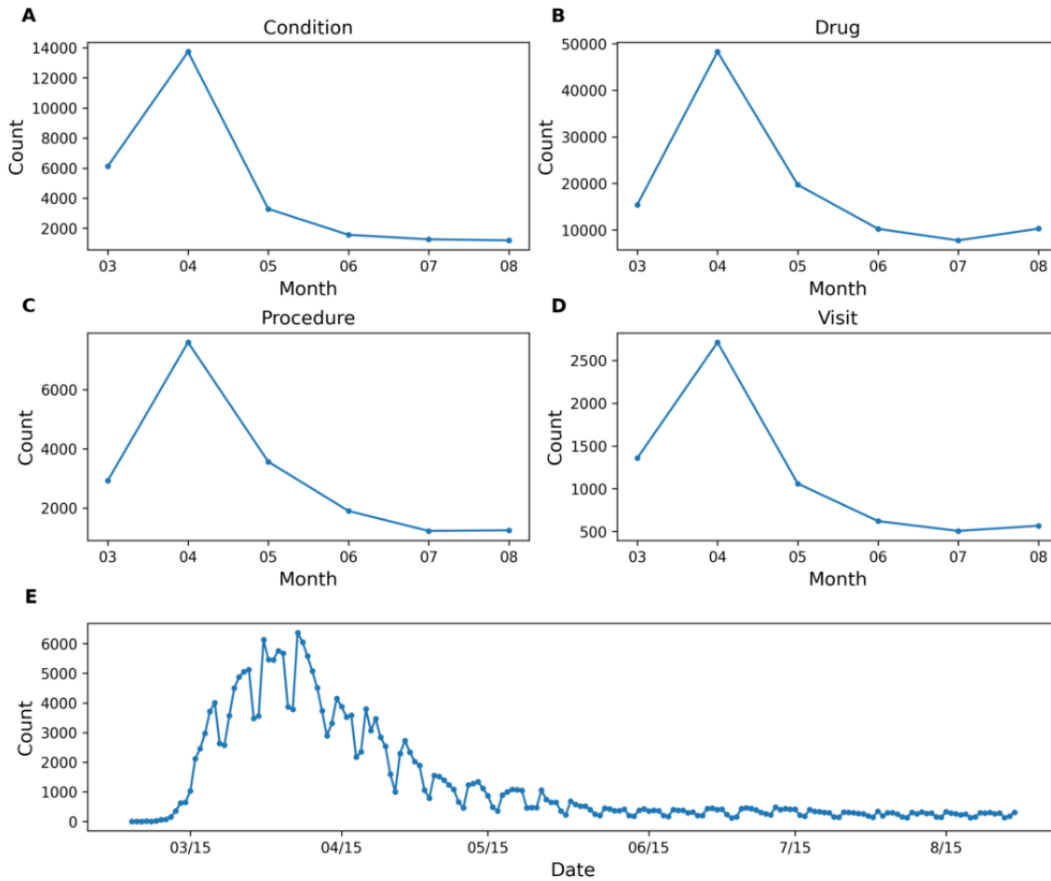 A
Condition
14000
12000
10000
8000
6000
4000
2000
Count
03 04 05 06 07 08
Month
B
Drug
50000
40000
30000
20000
10000
Count
03 04 05 06 07 08
Month
C
Procedure
6000
4000
2000
Count
03 04 05 06 07 08
Month
D
Visit
2500
2000
1500
1000
500
Count
03 04 05 06 07 08
Month
E
6000
5000
4000
3000
2000
1000
0
Count
03/15 04/15 05/15 06/15 7/15 8/15
Date